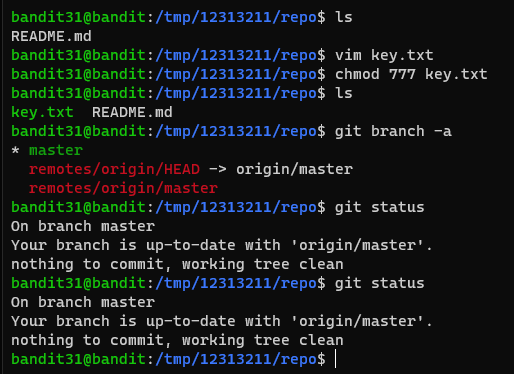 bandit31@bandit:/tmp/12313211/repo$ ls
README.md
bandit31@bandit:/tmp/12313211/repo$ vim key.txt
bandit31@bandit:/tmp/12313211/repo$ chmod 777 key.txt
bandit31@bandit:/tmp/12313211/repo$ ls
key.txt  README.md
bandit31@bandit:/tmp/12313211/repo$ git branch -a
* master
  remotes/origin/HEAD -> origin/master
  remotes/origin/master
bandit31@bandit:/tmp/12313211/repo$ git status
On branch master
Your branch is up-to-date with 'origin/master'.
nothing to commit, working tree clean
bandit31@bandit:/tmp/12313211/repo$ git status
On branch master
Your branch is up-to-date with 'origin/master'.
nothing to commit, working tree clean
bandit31@bandit:/tmp/12313211/repo$